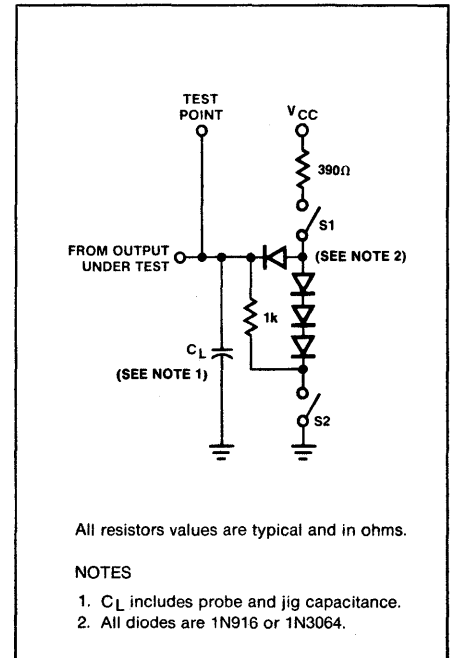 TEST
POINT
VCC
390Ω
S1
FROM OUTPUT
UNDER TEST
(SEE NOTE 2)
1k
CL
(SEE NOTE 1)
S2
All resistors values are typical and in ohms.
NOTES
1. CL includes probe and jig capacitance.
2. All diodes are 1N916 or 1N3064.